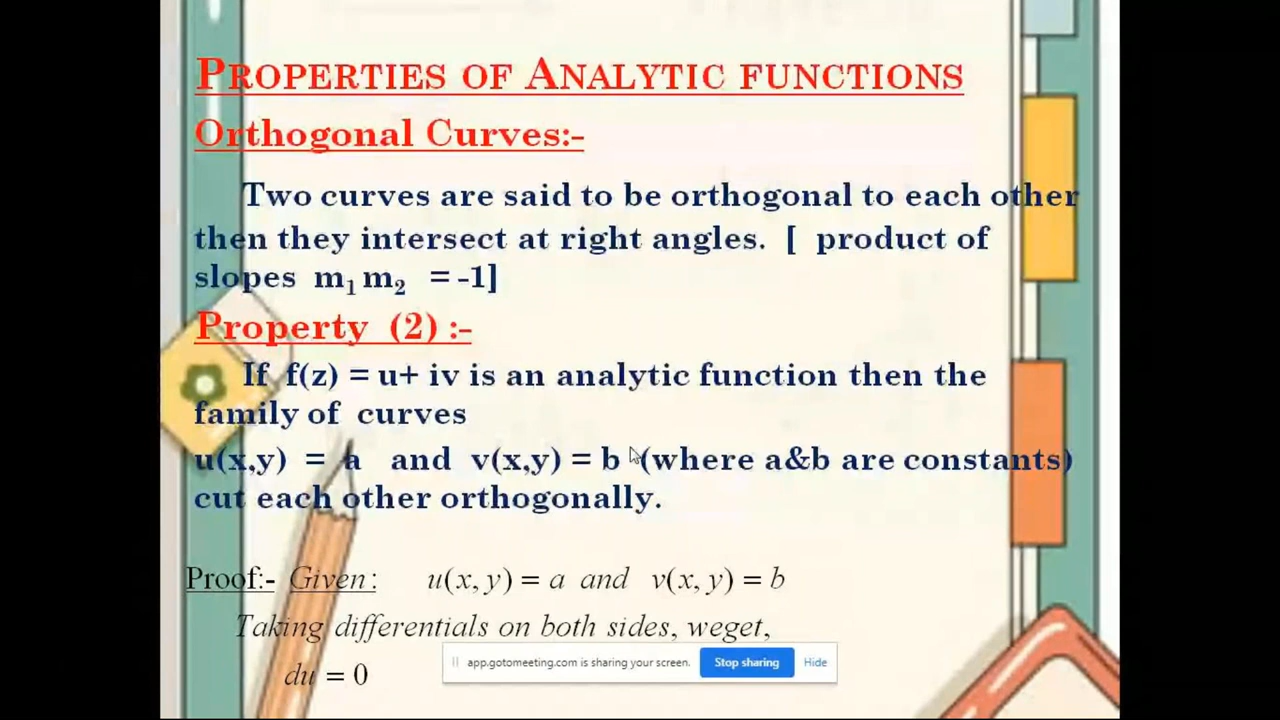 PROPERTIES OF ANALYTIC FUNCTIONS
Orthogonal Curves:-
Two curves are said to be orthogonal to each other
then they intersect at right angles. [ product of
slopes m₁ m₂ = -1]
Property (2) :-
If f(z) = u+ iv is an analytic function then the
family of curves
u(x,y) = a and v(x,y) = b (where a&b are constants)
cut each other orthogonally.
Proof:- Given: u(x, y) = a and v(x, y) = b
Taking differentials on both sides, weget,
app.gotomeeting.com is sharing your screen. Stop sharing Hide
du = 0